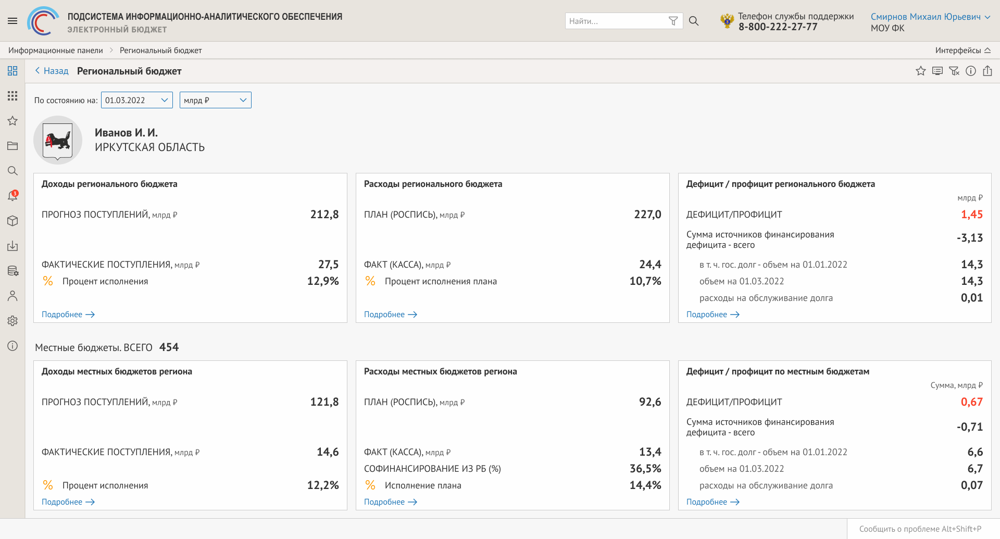 ПОДСИСТЕМА ИНФОРМАЦИОННО-АНАЛИТИЧЕСКОГО ОБЕСПЕЧЕНИЯ
ЭЛЕКТРОННЫЙ БЮДЖЕТ
Найти...
Телефон службы поддержки
8-800-222-27-77
Смирнов Михаил Юрьевич
МОУ ФК
Информационные панели
Региональный бюджет
Интерфейсы
Назад
Региональный бюджет
По состоянию на:
01.03.2022
млрд ₽
Иванов И. И.
ИРКУТСКАЯ ОБЛАСТЬ
3
Доходы регионального бюджета
ПРОГНОЗ ПОСТУПЛЕНИЙ, млрд ₽ 212,8
ФАКТИЧЕСКИЕ ПОСТУПЛЕНИЯ, млрд ₽ 27,5
% Процент исполнения 12,9%
Подробнее
Расходы регионального бюджета
ПЛАН (РОСПИСЬ), млрд ₽ 227,0
ФАКТ (КАССА), млрд ₽ 24,4
% Процент исполнения плана 10,7%
Подробнее
Дефицит / профицит регионального бюджета
млрд ₽
ДЕФИЦИТ/ПРОФИЦИТ 1,45
Сумма источников финансирования
дефицита - всего -3,13
в т. ч. гос. долг - объем на 01.01.2022 14,3
объем на 01.03.2022 14,3
расходы на обслуживание долга 0,01
Подробнее
Местные бюджеты. ВСЕГО 454
Доходы местных бюджетов региона
ПРОГНОЗ ПОСТУПЛЕНИЙ, млрд ₽ 121,8
ФАКТИЧЕСКИЕ ПОСТУПЛЕНИЯ, млрд ₽ 14,6
% Процент исполнения 12,2%
Подробнее
Расходы местных бюджетов региона
ПЛАН (РОСПИСЬ), млрд ₽ 92,6
ФАКТ (КАССА), млрд ₽ 13,4
СОФИНАНСИРОВАНИЕ ИЗ РБ (%) 36,5%
% Исполнение плана 14,4%
Подробнее
Дефицит / профицит по местным бюджетам
Сумма, млрд ₽
ДЕФИЦИТ/ПРОФИЦИТ 0,67
Сумма источников финансирования
дефицита - всего -0,71
в т. ч. гос. долг - объем на 01.01.2022 6,6
объем на 01.03.2022 6,7
расходы на обслуживание долга 0,07
Подробнее
Сообщить о проблеме Alt+Shift+P